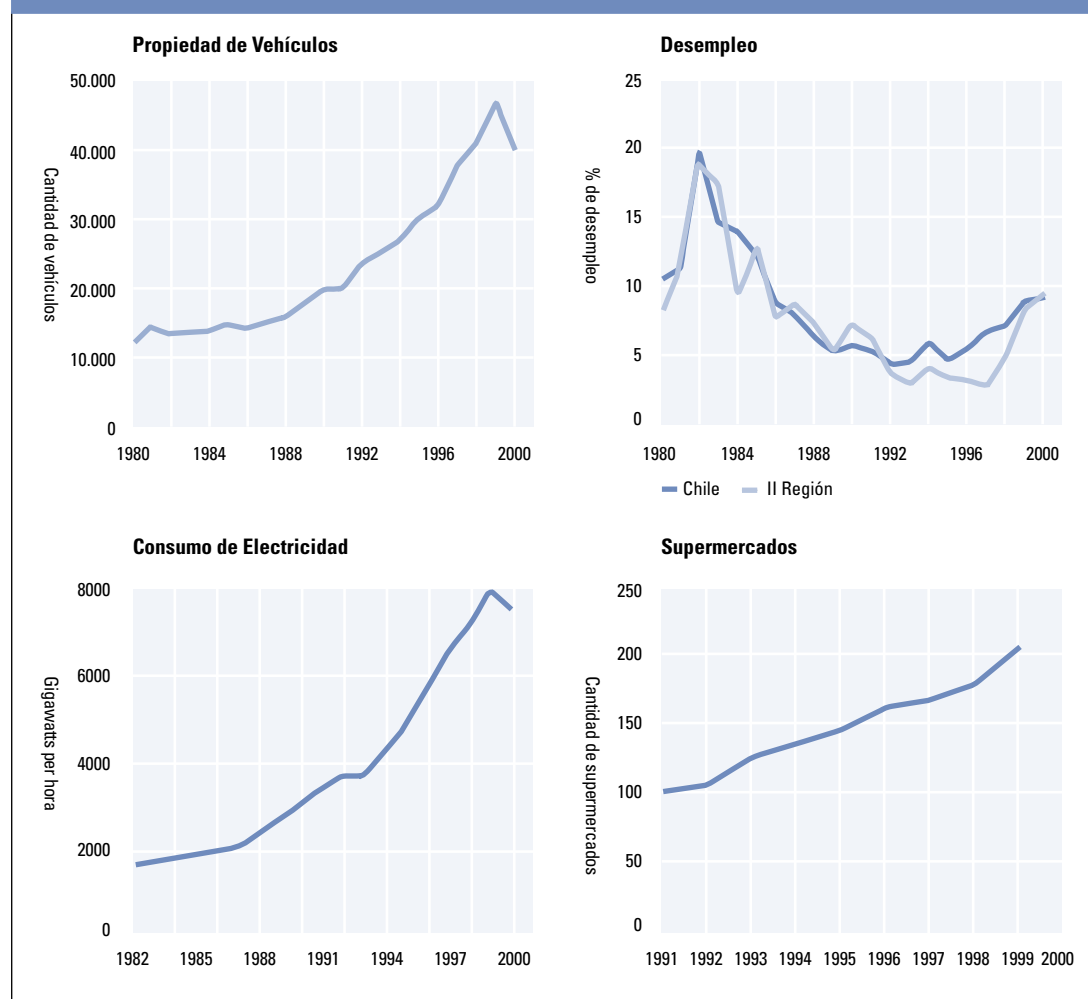 Propiedad de Vehículos
Cantidad de vehículos
50.000
40.000
30.000
20.000
10.000
0
1980 1984 1988 1992 1996 2000
Desempleo
% de desempleo
25
20
15
10
5
0
1980 1984 1988 1992 1996 2000
Chile II Región
Consumo de Electricidad
Gigawatts per hora
8000
6000
4000
2000
0
1982 1985 1988 1991 1994 1997 2000
Supermercados
Cantidad de supermercados
250
200
150
100
50
0
1991 1992 1993 1994 1995 1996 1997 1998 1999 2000